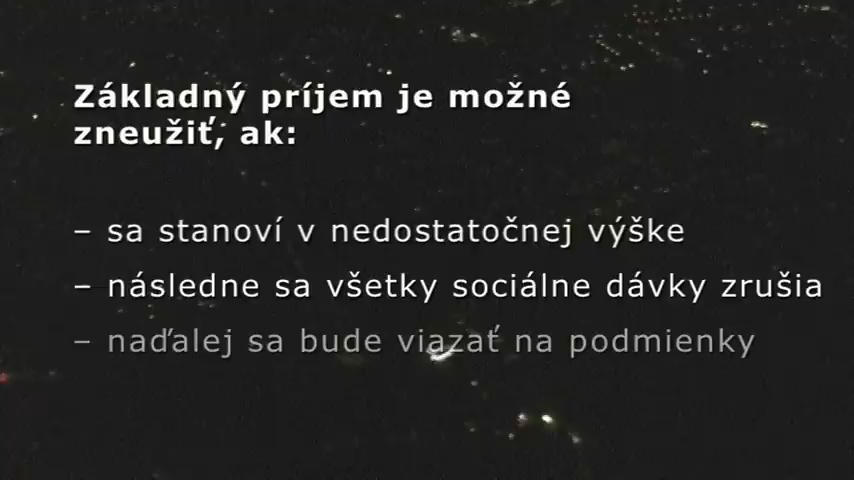 Základný príjem je možné
zneužiť, ak:
– sa stanoví v nedostatočnej výške
– následne sa všetky sociálne dávky zrušia
– naďalej sa bude viazať na podmienky